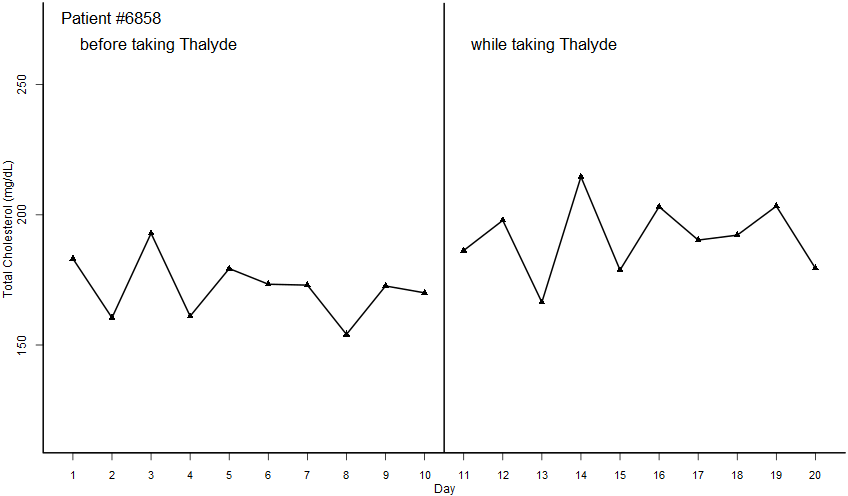 Patient #6858
before taking Thalyde
while taking Thalyde
250
200
150
Total Cholesterol (mg/dL)
1 2 3 4 5 6 7 8 9 10 11 12 13 14 15 16 17 18 19 20
Day